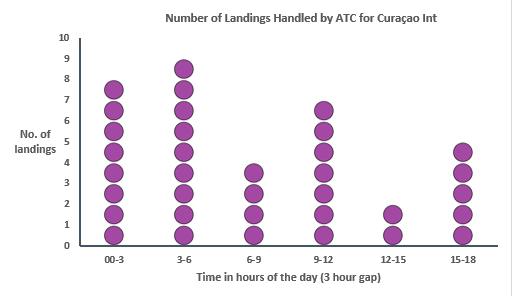 Number of Landings Handled by ATC for Curaçao Int
10
9
8
7
6
5
4
3
2
1
0
No. of
landings
00-3 3-6 6-9 9-12 12-15 15-18
Time in hours of the day (3 hour gap)